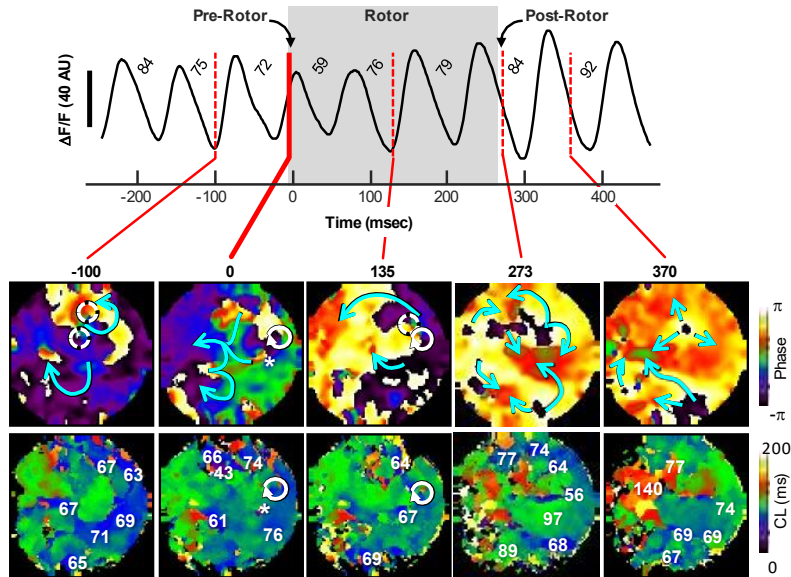 Pre-Rotor Rotor Post-Rotor
84 75 72 59 76 79 84 92
ΔF/F (40 AU)
-200 -100 0 100 200 300 400
Time (msec)
-100 0 135 273 370
*
π
Phase
-π
67 63 67 69 71 65
66 43 74 61 * 76
64 67 69
77 74 64 56 97 89 68
77 140 74 69 69 67
200
CL (ms)
0